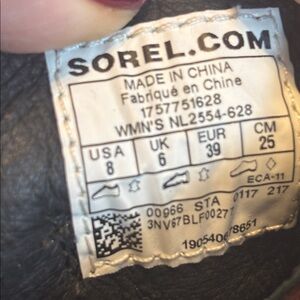 SOREL.COM
MADE IN CHINA
Fabriqué en Chine
1757751628
WMN'S NL2554-628
USA UK EUR CM
8 6 39 25
ECA-11
00966 STA 0117 217